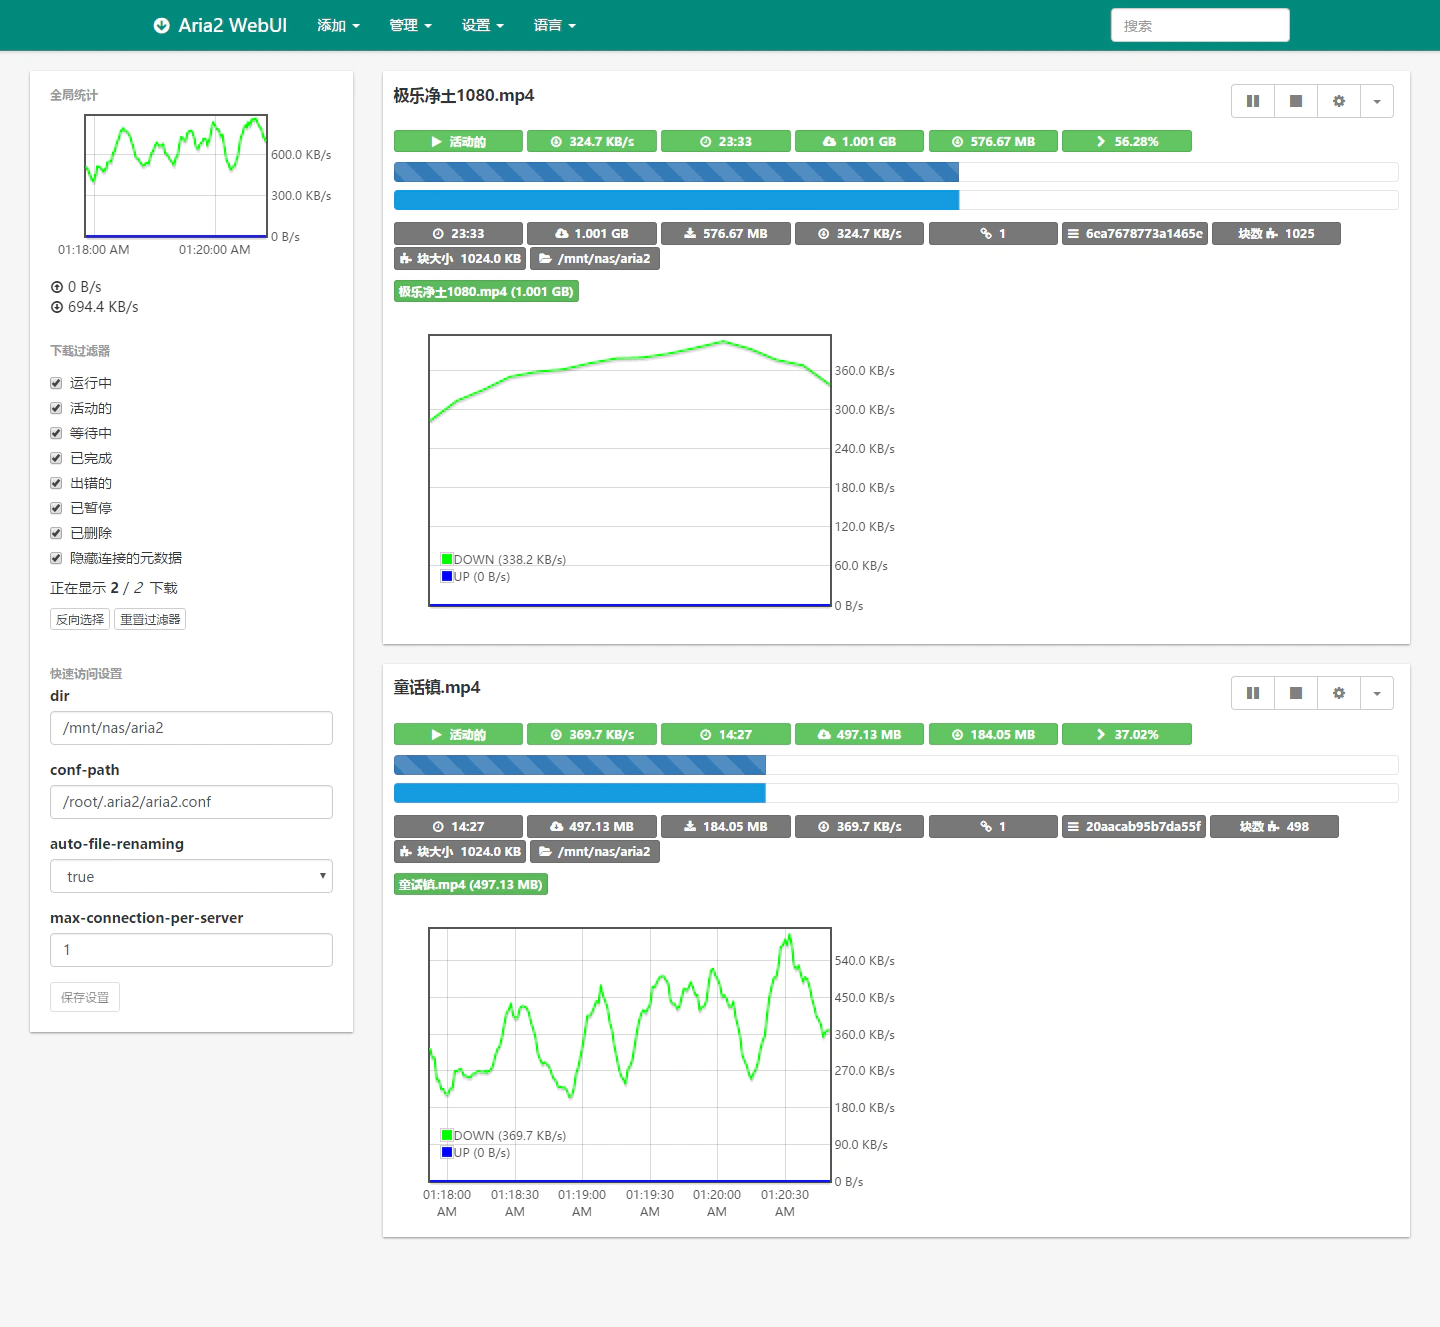 Aria2 WebUI 添加 管理 设置 语言 搜索
全局统计
600.0 KB/s
300.0 KB/s
0 B/s
01:18:00 AM 01:20:00 AM
0 B/s
694.4 KB/s
下载过滤器
运行中
活动的
等待中
已完成
出错的
已暂停
已删除
隐藏连接的元数据
正在显示 2 / 2 下载
反向选择 重置过滤器
快速访问设置
dir
/mnt/nas/aria2
conf-path
/root/.aria2/aria2.conf
auto-file-renaming
true
max-connection-per-server
1
保存设置
极乐净土1080.mp4
活动的 324.7 KB/s 23:33 1.001 GB 576.67 MB 56.28%
23:33 1.001 GB 576.67 MB 324.7 KB/s 1 6ea7678773a1465e 块数 1025
块大小 1024.0 KB /mnt/nas/aria2
极乐净土1080.mp4 (1.001 GB)
360.0 KB/s
300.0 KB/s
240.0 KB/s
180.0 KB/s
120.0 KB/s
60.0 KB/s
0 B/s
DOWN (338.2 KB/s)
UP (0 B/s)
童话镇.mp4
活动的 369.7 KB/s 14:27 497.13 MB 184.05 MB 37.02%
14:27 497.13 MB 184.05 MB 369.7 KB/s 1 20aacab95b7da55f 块数 498
块大小 1024.0 KB /mnt/nas/aria2
童话镇.mp4 (497.13 MB)
540.0 KB/s
450.0 KB/s
360.0 KB/s
270.0 KB/s
180.0 KB/s
90.0 KB/s
0 B/s
DOWN (369.7 KB/s)
UP (0 B/s)
01:18:00 01:18:30 01:19:00 01:19:30 01:20:00 01:20:30
AM AM AM AM AM AM